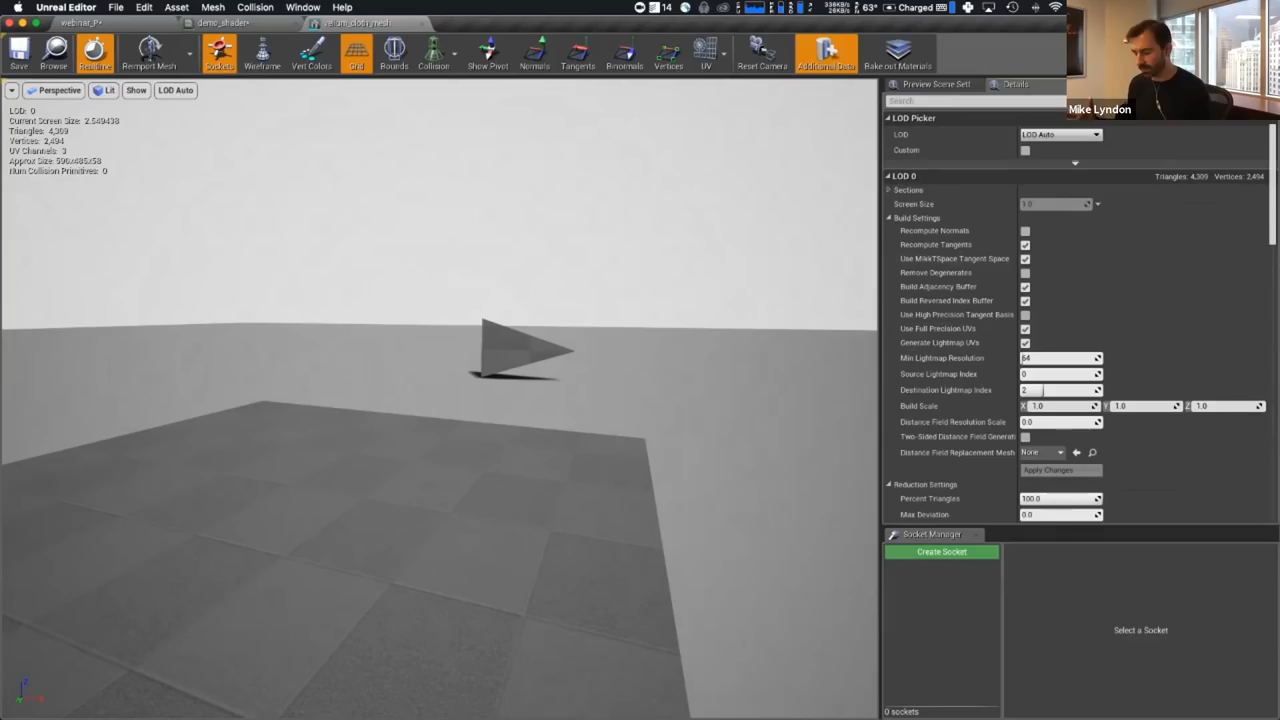 Unreal Editor File Edit Asset Mesh Collision Window Help
14
338KB/s
28KB/s
63° Charged
webinar_P•
demo_shader•
vellum_cloth_mesh
Save
Browse
Realtime
Reimport Mesh
Sockets
Wireframe
Vert Colors
Grid
Bounds
Collision
Show Pivot
Normals
Tangents
Binormals
Vertices
UV
Reset Camera
Additional Data
Bake out Materials
Mike Lyndon
Perspective
Lit
Show
LOD Auto
LOD: 0
Current Screen Size: 2.549438
Triangles: 4,309
Vertices: 2,494
UV Channels: 3
Approx Size: 590x485x58
Num Collision Primitives: 0
Preview Scene Setti
Details
Search
LOD Picker
LOD LOD Auto
Custom
LOD 0 Triangles: 4,309 Vertices: 2,494
Sections
Screen Size 1.0
Build Settings
Recompute Normals
Recompute Tangents
Use MikkTSpace Tangent Space
Remove Degenerates
Build Adjacency Buffer
Build Reversed Index Buffer
Use High Precision Tangent Basis
Use Full Precision UVs
Generate Lightmap UVs
Min Lightmap Resolution 64
Source Lightmap Index 0
Destination Lightmap Index 2
Build Scale X 1.0 Y 1.0 Z 1.0
Distance Field Resolution Scale 0.0
Two-Sided Distance Field Generati
Distance Field Replacement Mesh None
Apply Changes
Reduction Settings
Percent Triangles 100.0
Max Deviation 0.0
Socket Manager
Create Socket
Select a Socket
0 sockets
Z